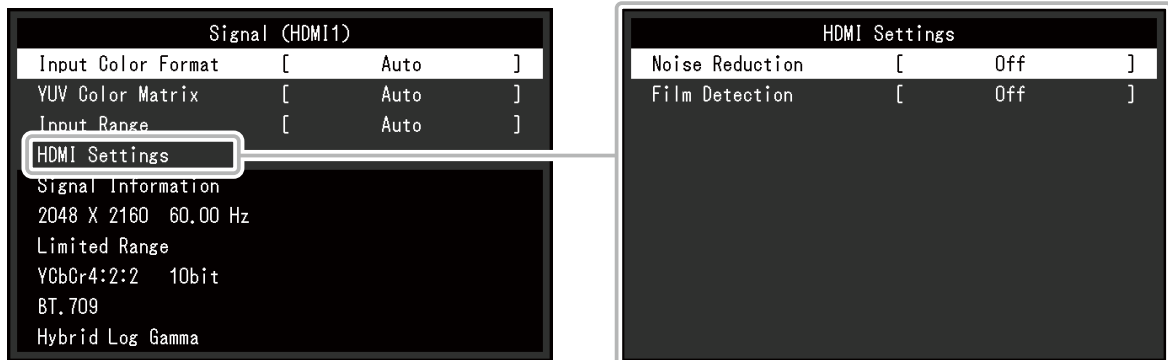 Signal (HDMI1)
Input Color Format [ Auto ]
YUV Color Matrix [ Auto ]
Input Range [ Auto ]
HDMI Settings
Signal Information
2048 X 2160 60.00 Hz
Limited Range
YCbCr4:2:2 10bit
BT.709
Hybrid Log Gamma
HDMI Settings
Noise Reduction [ Off ]
Film Detection [ Off ]